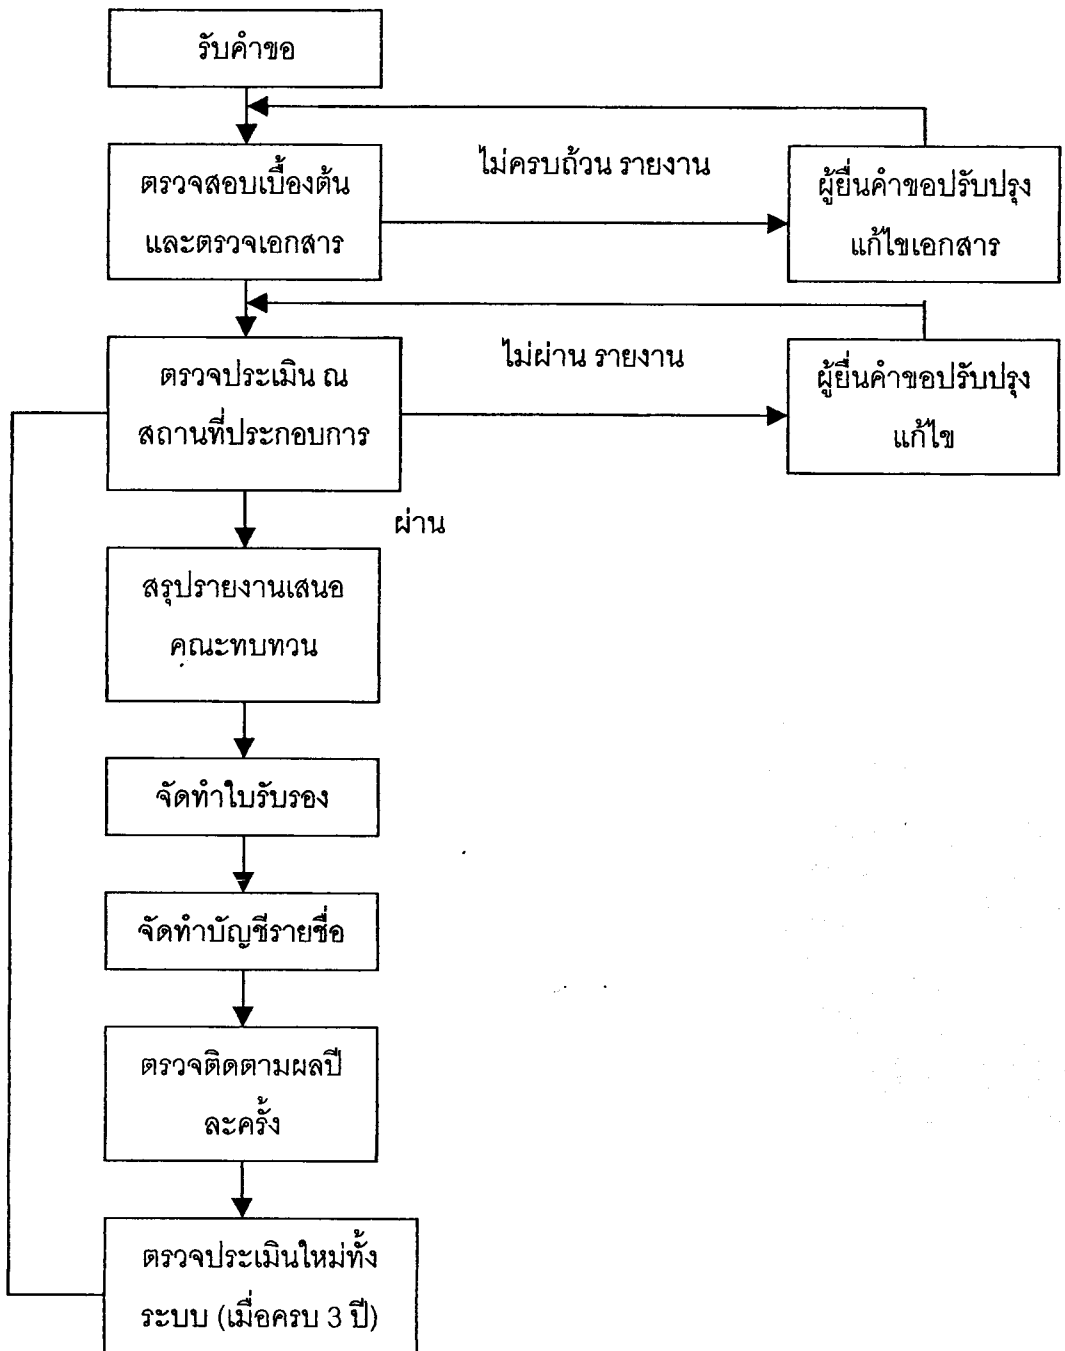 รับคำขอ
ไม่ครบถ้วน รายงาน
ตรวจสอบเบื้องต้น
และตรวจเอกสาร
ผู้ยื่นคำขอปรับปรุง
แก้ไขเอกสาร
ไม่ผ่าน รายงาน
ตรวจประเมิน ณ
สถานที่ประกอบการ
ผู้ยื่นคำขอปรับปรุง
แก้ไข
ผ่าน
สรุปรายงานเสนอ
คณะทบทวน
จัดทำใบรับรอง
จัดทำบัญชีรายชื่อ
ตรวจติดตามผลปี
ละครั้ง
ตรวจประเมินใหม่ทั้ง
ระบบ (เมื่อครบ 3 ปี)